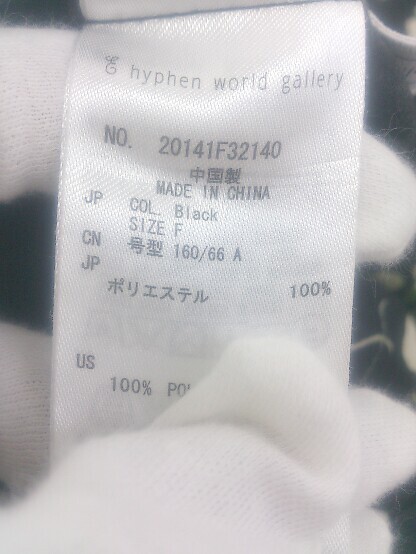 hyphen world gallery
NO. 20141F32140
中国製
MADE IN CHINA
JP COL. Black
SIZE F
CN 号型 160/66 A
JP
ポリエステル 100%
US
100%